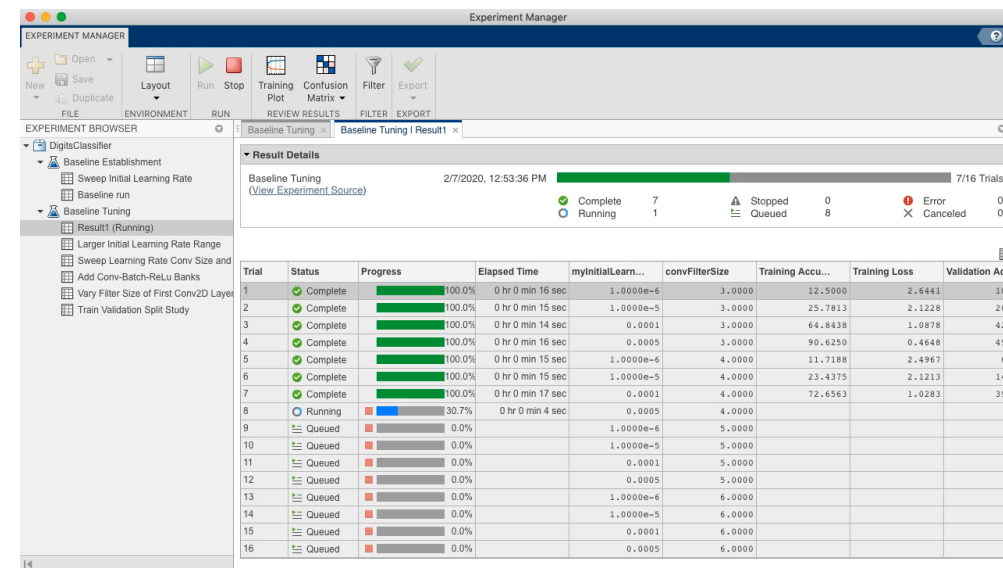 Experiment Manager
EXPERIMENT MANAGER
New
Open
Save
Duplicate
Layout
Run
Stop
Training Plot
Confusion Matrix
Filter
Export
FILE ENVIRONMENT RUN REVIEW RESULTS FILTER EXPORT
EXPERIMENT BROWSER
DigitsClassifier
Baseline Establishment
Sweep Initial Learning Rate
Baseline run
Baseline Tuning
Result1 (Running)
Larger Initial Learning Rate Range
Sweep Learning Rate Conv Size and
Add Conv-Batch-ReLu Banks
Vary Filter Size of First Conv2D Layer
Train Validation Split Study
Baseline Tuning × Baseline Tuning | Result1 ×
Result Details
Baseline Tuning 2/7/2020, 12:53:36 PM 7/16 Trials
(View Experiment Source)
Complete 7 Stopped 0 Error 0
Running 1 Queued 8 Canceled 0
Trial Status Progress Elapsed Time myInitialLearn... convFilterSize Training Accu... Training Loss Validation Ac
1 Complete 100.0% 0 hr 0 min 16 sec 1.0000e-6 3.0000 12.5000 2.6441
2 Complete 100.0% 0 hr 0 min 15 sec 1.0000e-5 3.0000 25.7813 2.1228
3 Complete 100.0% 0 hr 0 min 14 sec 0.0001 3.0000 64.8438 1.0878
4 Complete 100.0% 0 hr 0 min 16 sec 0.0005 3.0000 90.6250 0.4648
5 Complete 100.0% 0 hr 0 min 15 sec 1.0000e-6 4.0000 11.7188 2.4967
6 Complete 100.0% 0 hr 0 min 15 sec 1.0000e-5 4.0000 23.4375 2.1213
7 Complete 100.0% 0 hr 0 min 17 sec 0.0001 4.0000 72.6563 1.0283
8 Running 30.7% 0 hr 0 min 4 sec 0.0005 4.0000
9 Queued 0.0% 1.0000e-6 5.0000
10 Queued 0.0% 1.0000e-5 5.0000
11 Queued 0.0% 0.0001 5.0000
12 Queued 0.0% 0.0005 5.0000
13 Queued 0.0% 1.0000e-6 6.0000
14 Queued 0.0% 1.0000e-5 6.0000
15 Queued 0.0% 0.0001 6.0000
16 Queued 0.0% 0.0005 6.0000